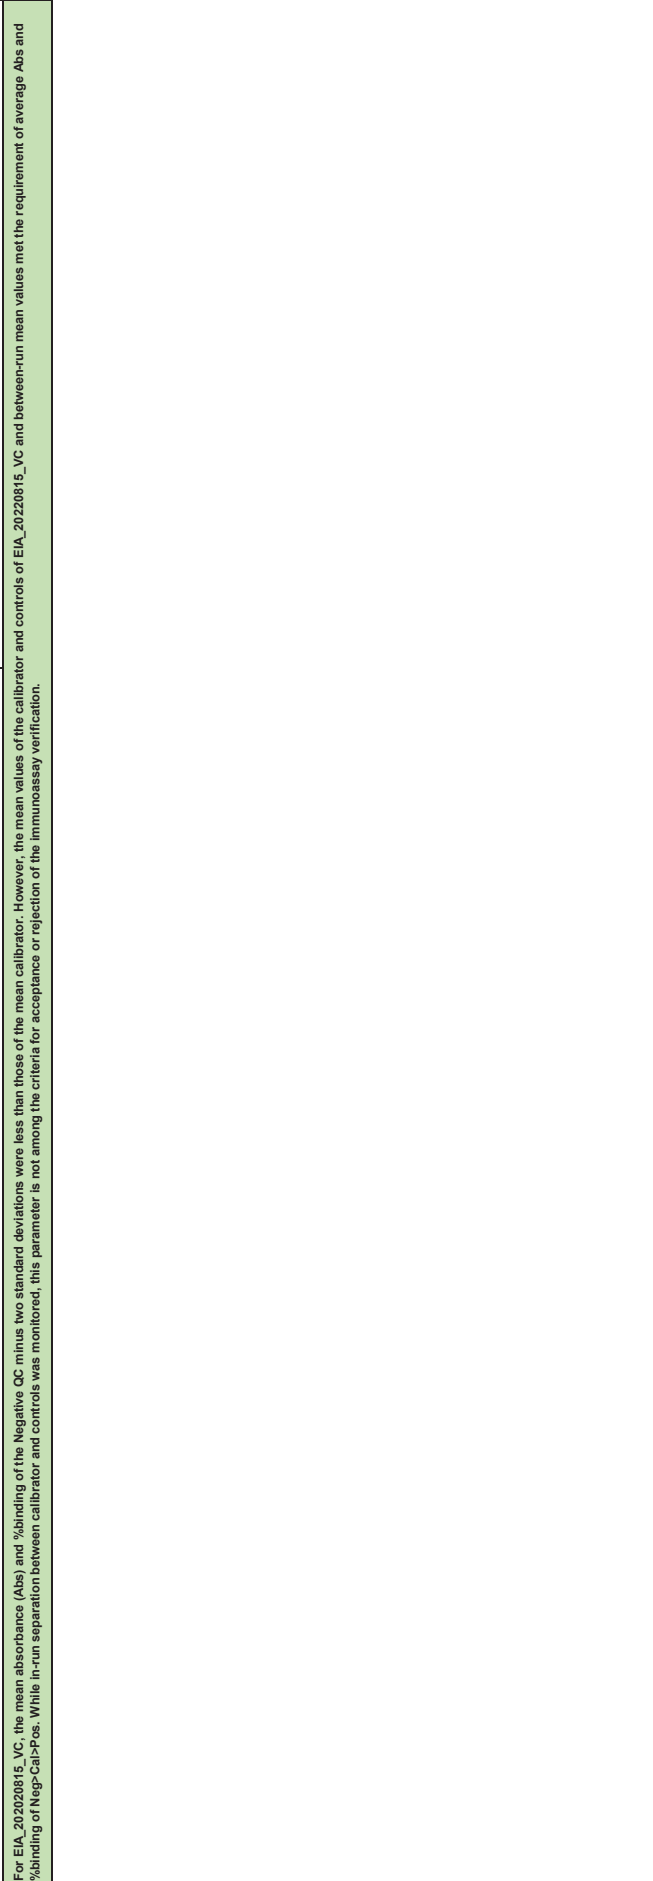 For EIA_202020815_VC, the mean absorbance (Abs) and %binding of the Negative QC minus two standard deviations were less than those of the mean calibrator. However, the mean values of the calibrator and controls of EIA_20220815_VC and between-run mean values met the requirement of average Abs and
%binding of Neg>Cal>Pos. While in-run separation between calibrator and controls was monitored, this parameter is not among the criteria for acceptance or rejection of the immunoassay verification.